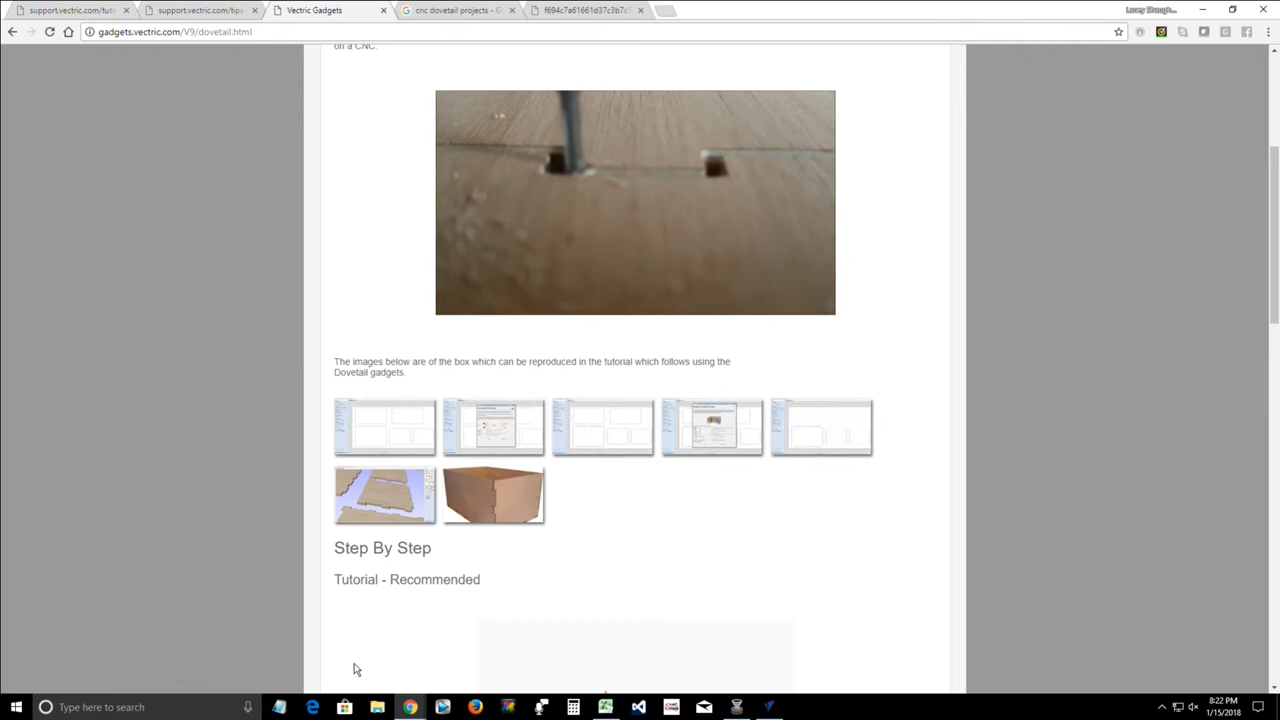 support.vectric.com/tuto
support.vectric.com/tips
Vectric Gadgets
cnc dovetail projects - G
f694c7a61661d37c3b7c
gadgets.vectric.com/V9/dovetail.html
on a CNC.
The images below are of the box which can be reproduced in the tutorial which follows using the
Dovetail gadgets.
Step By Step
Tutorial - Recommended
Type here to search
8:22 PM
1/15/2018